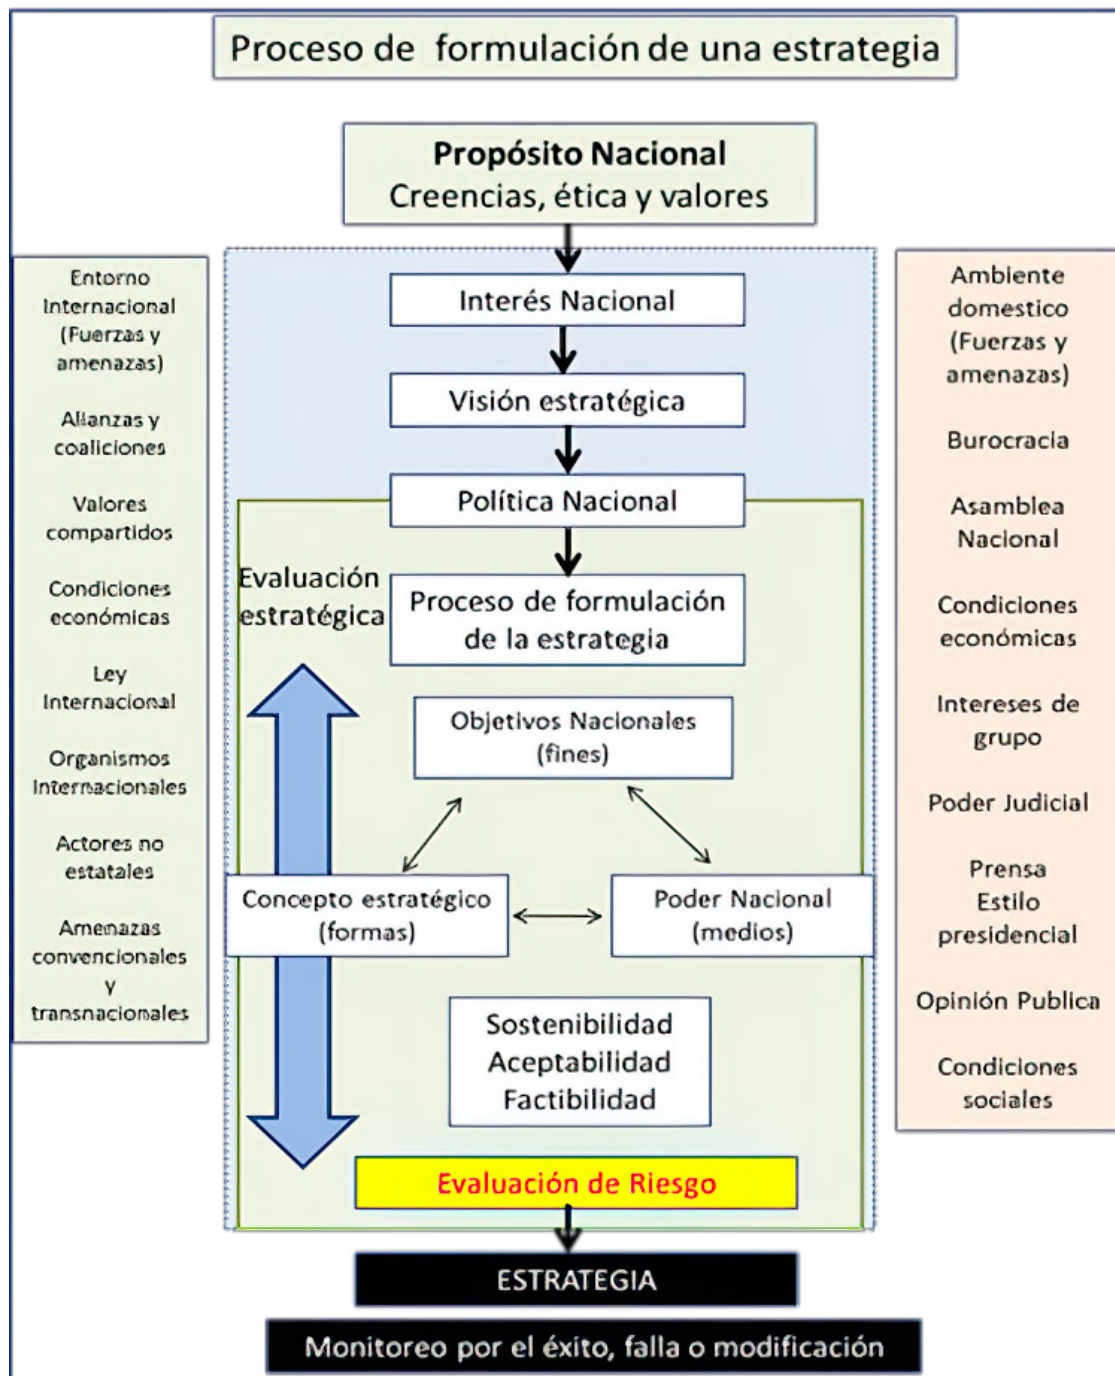 Proceso de formulación de una estrategia
Propósito Nacional
Creencias, ética y valores
Entorno
Internacional
(Fuerzas y
amenazas)
Alianzas y
coaliciones
Valores
compartidos
Condiciones
económicas
Ley
Internacional
Organismos
Internacionales
Actores no
estatales
Amenazas
convencionales
y
transnacionales
Interés Nacional
Visión estratégica
Política Nacional
Evaluación
estratégica
Proceso de formulación
de la estrategia
Objetivos Nacionales
(fines)
Concepto estratégico
(formas)
Poder Nacional
(medios)
Sostenibilidad
Aceptabilidad
Factibilidad
Evaluación de Riesgo
ESTRATEGIA
Monitoreo por el éxito, falla o modificación
Ambiente
domestico
(Fuerzas y
amenazas)
Burocracia
Asamblea
Nacional
Condiciones
económicas
Intereses de
grupo
Poder Judicial
Prensa
Estilo
presidencial
Opinión Publica
Condiciones
sociales